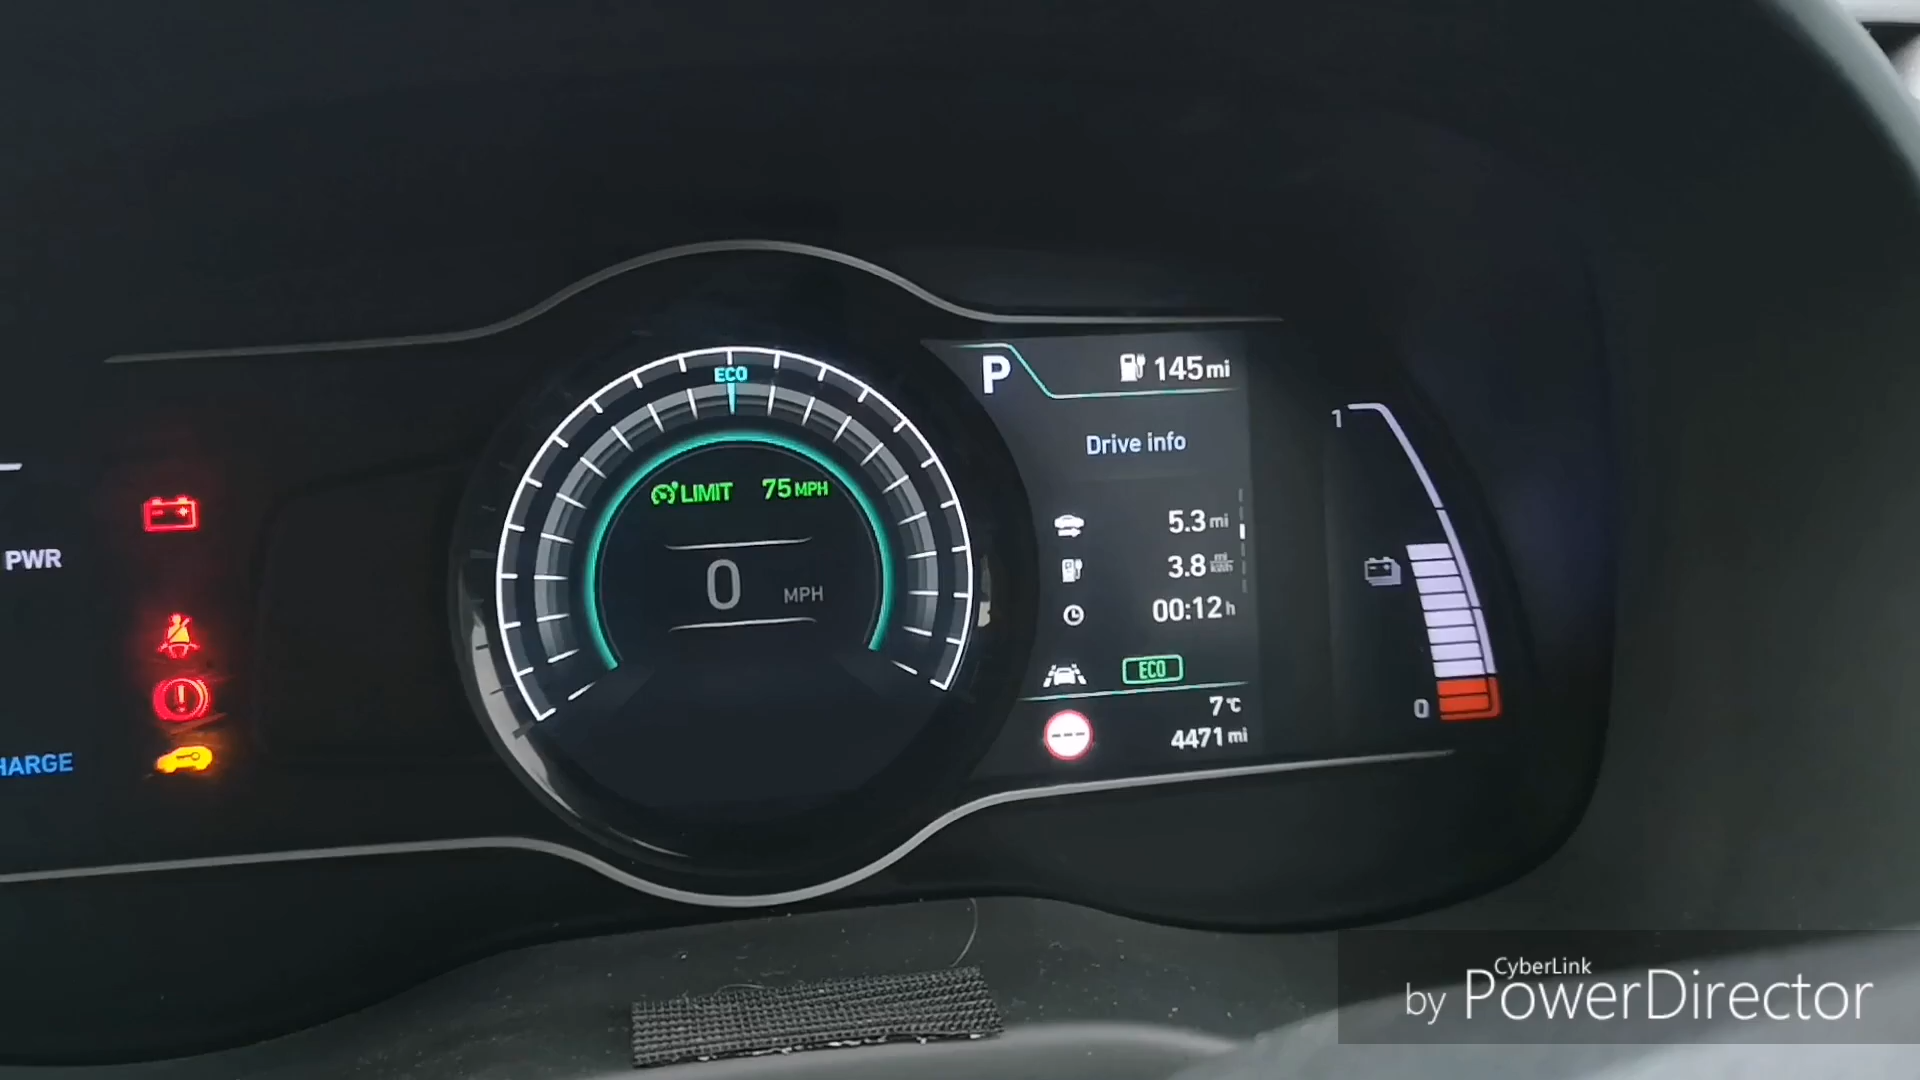 ECO
LIMIT 75 MPH
0 MPH
PWR
HARGE
P 145 mi
Drive info
5.3 mi
3.8 mi/kWh
00:12 h
ECO
7°C
--- 4471 mi
1
0
by CyberLink PowerDirector